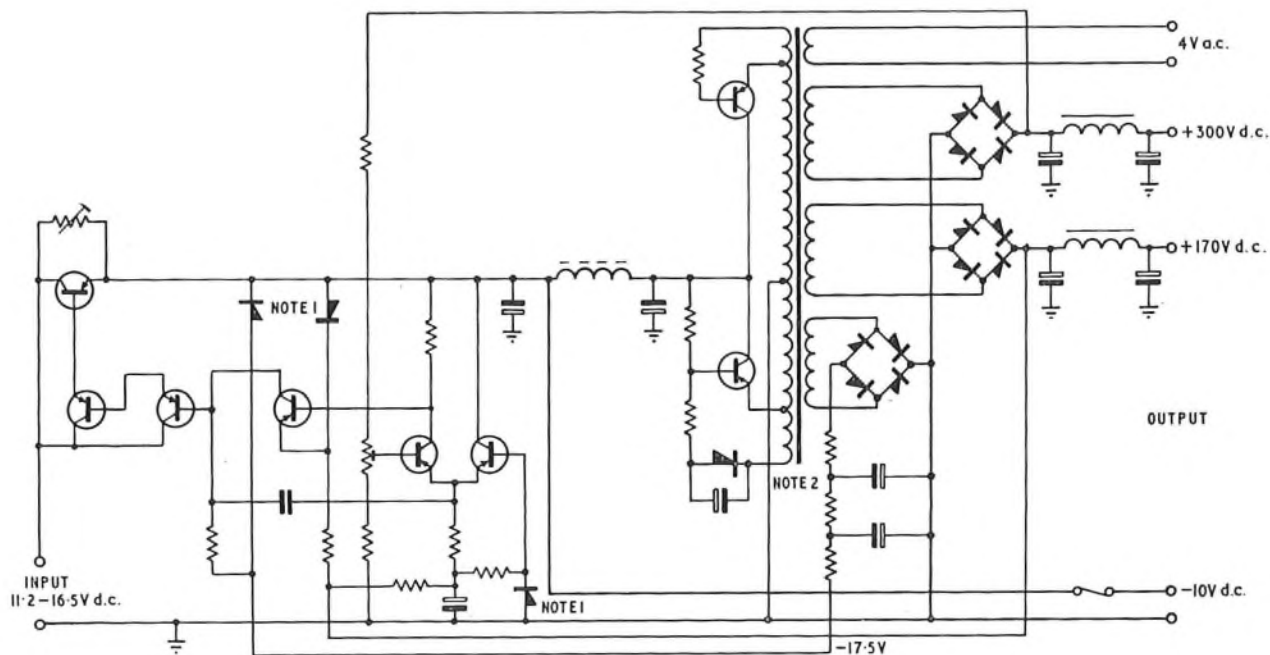 4V a.c.
+300V d.c.
+170V d.c.
NOTE 1
NOTE 2
OUTPUT
INPUT
11·2–16·5V d.c.
NOTE 1
–10V d.c.
–17·5V